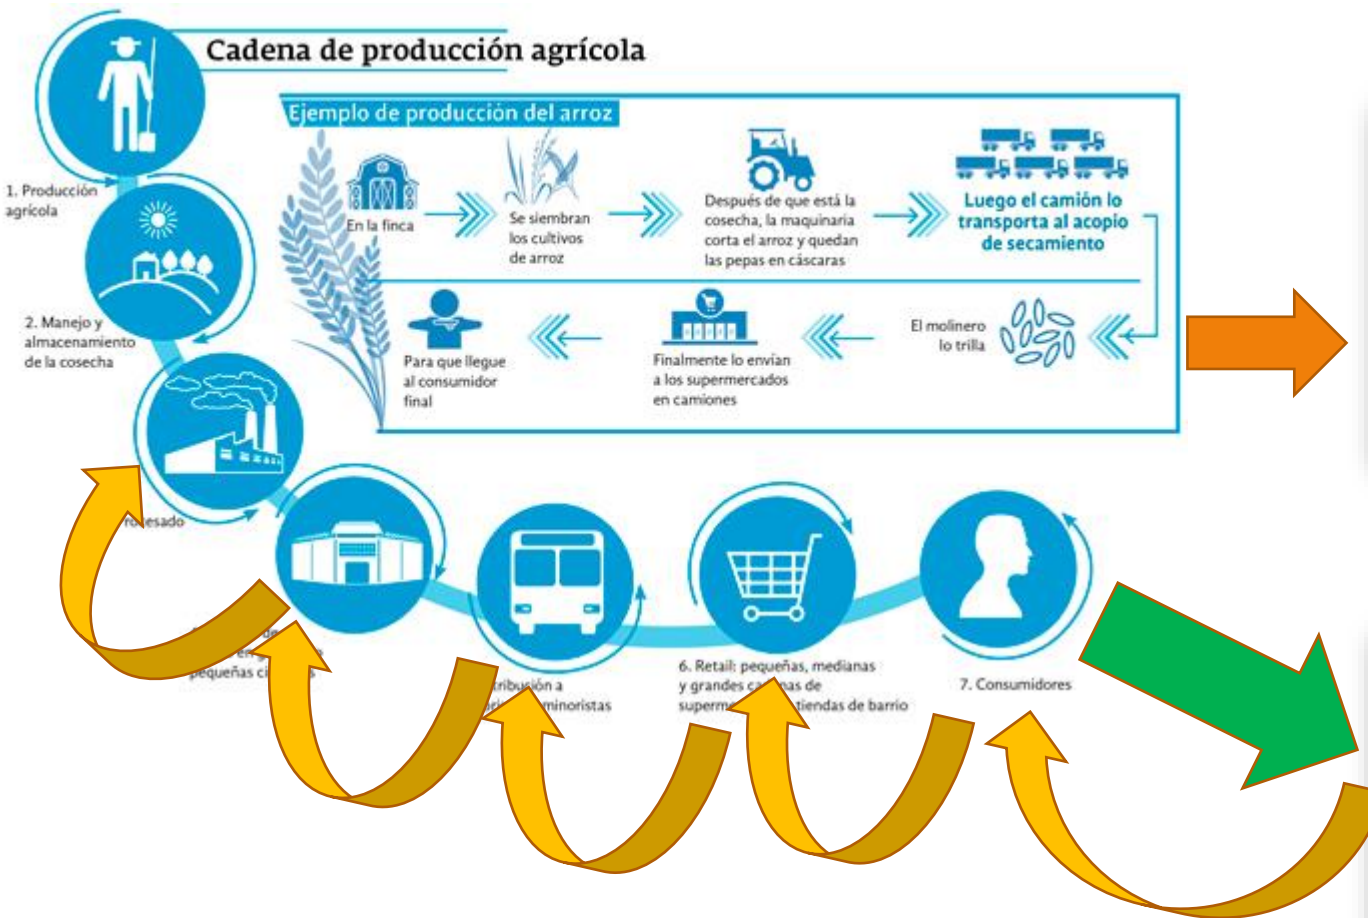 Cadena de producción agrícola
Ejemplo de producción del arroz
1. Producción
agrícola
En la finca
Se siembran
los cultivos
de arroz
Después de que está la
cosecha, la maquinaria
corta el arroz y quedan
las pepas en cáscaras
Luego el camión lo
transporta al acopio
de secamiento
El molinero
lo trilla
Finalmente lo envían
a los supermercados
en camiones
Para que llegue
al consumidor
final
2. Manejo y
almacenamiento
de la cosecha
pequeñas
a
minoristas
6. Retail: pequeñas, medianas
y grandes de
tiendas de barrio
7. Consumidores